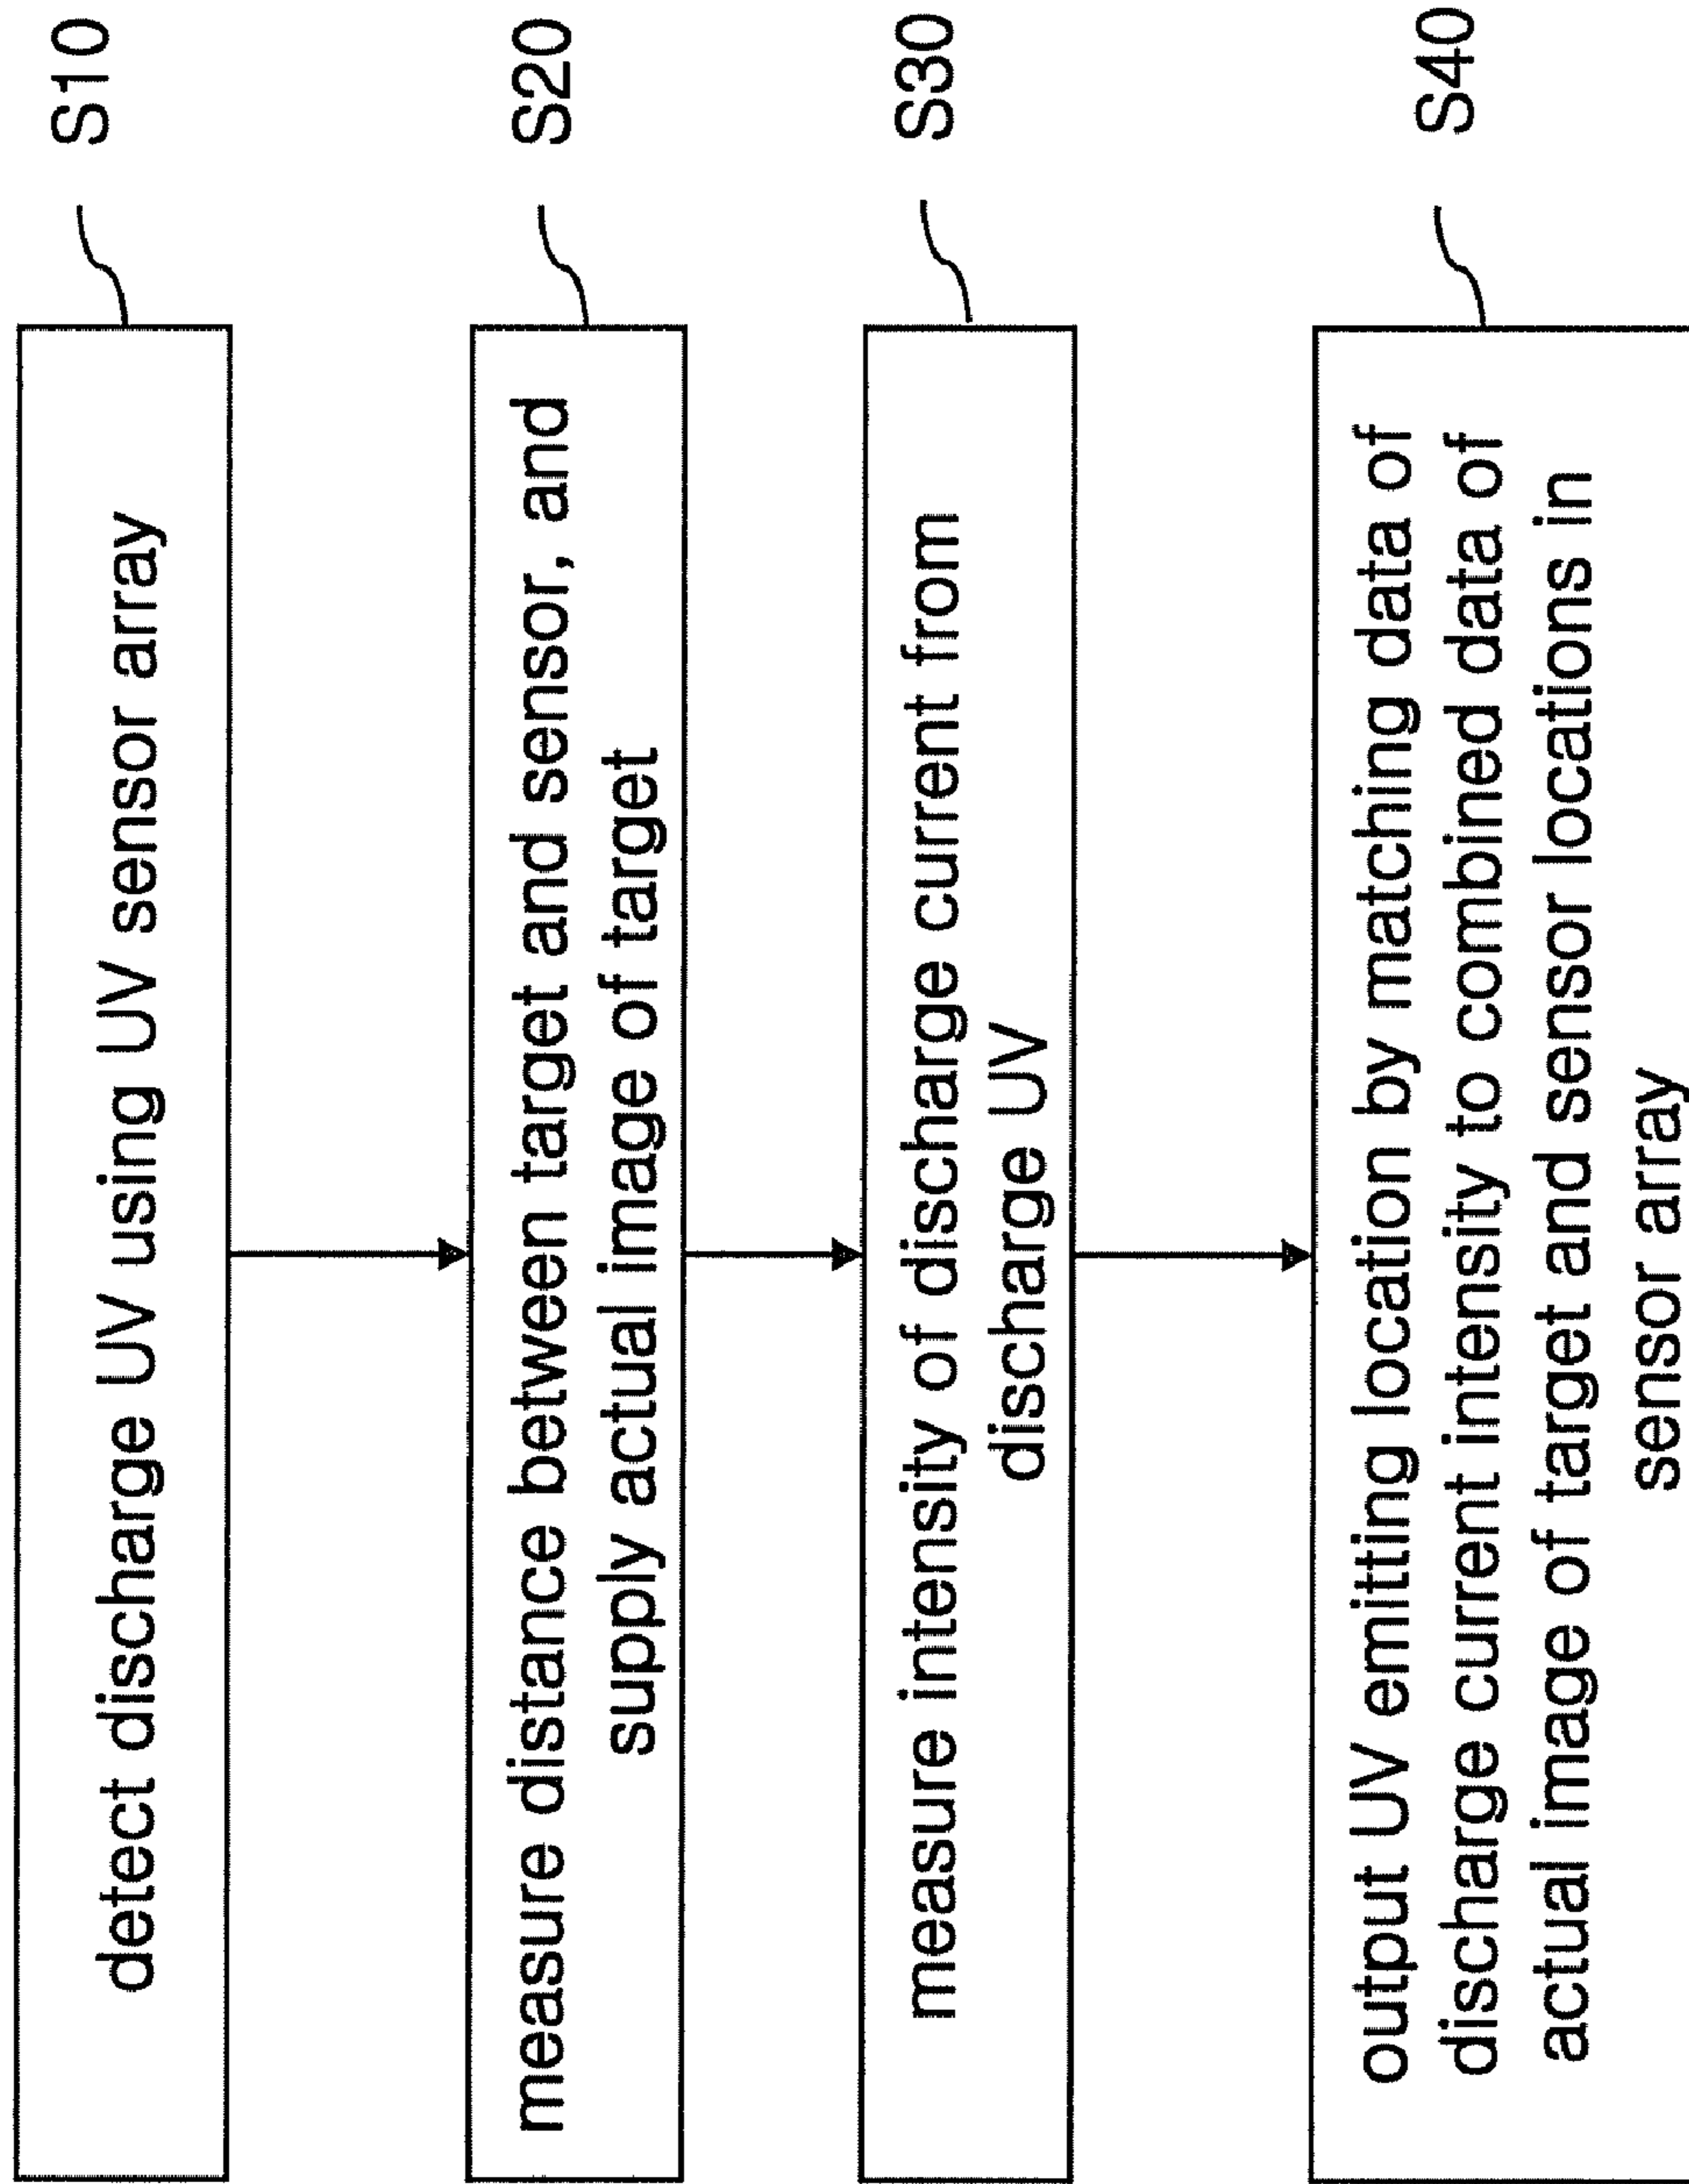 detect discharge UV using UV sensor array
S10
measure distance between target and sensor, and
supply actual image of target
S20
measure intensity of discharge current from
discharge UV
S30
output UV emitting location by matching data of
discharge current intensity to combined data of
actual image of target and sensor locations in
sensor array
S40